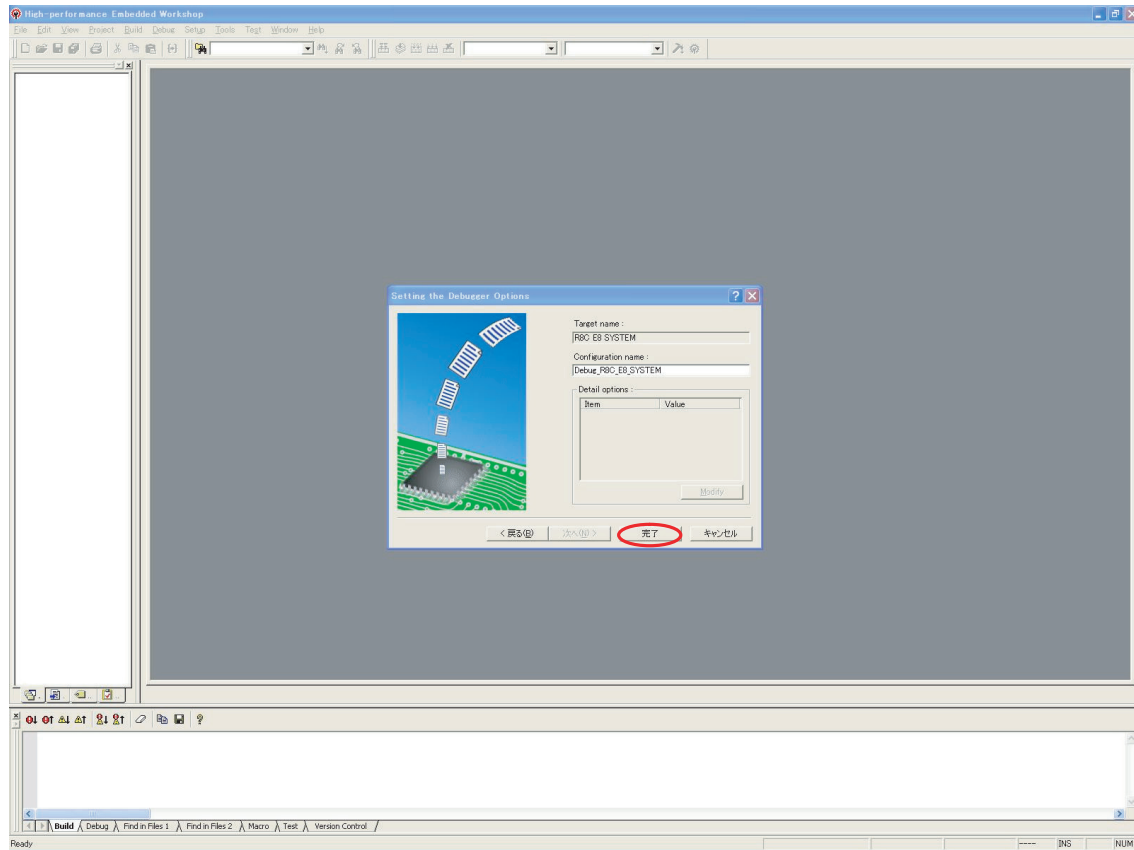 High-performance Embedded Workshop
File Edit View Project Build Debug Setup Tools Test Window Help
Setting the Debugger Options
Target name :
R8C E8 SYSTEM
Configuration name :
Debug_R8C_E8_SYSTEM
Detail options :
Item Value
Modify
< 戻る(B) 次へ(N) > 完了 キャンセル
Build Debug Find in Files 1 Find in Files 2 Macro Test Version Control
Ready ---- INS NUM